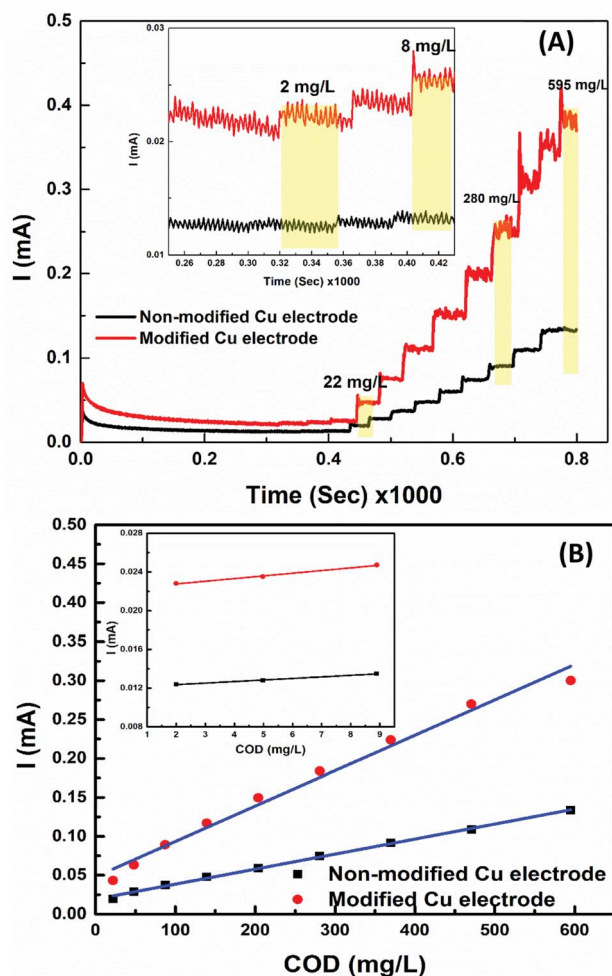 (A)
0.5
0.4
0.3
0.2
0.1
0.0
I (mA)
0.0 0.2 0.4 0.6 0.8
Time (Sec) x1000
0.03
0.02
0.01
I (mA)
0.26 0.28 0.30 0.32 0.34 0.36 0.38 0.40 0.42
Time (Sec) x1000
2 mg/L
8 mg/L
595 mg/L
280 mg/L
22 mg/L
Non-modified Cu electrode
Modified Cu electrode
(B)
0.50
0.45
0.40
0.35
0.30
0.25
0.20
0.15
0.10
0.05
0.00
I (mA)
0 100 200 300 400 500 600
COD (mg/L)
0.028
0.024
0.020
0.016
0.012
0.008
I (mA)
1 2 3 4 5 6 7 8 9
COD (mg/L)
Non-modified Cu electrode
Modified Cu electrode